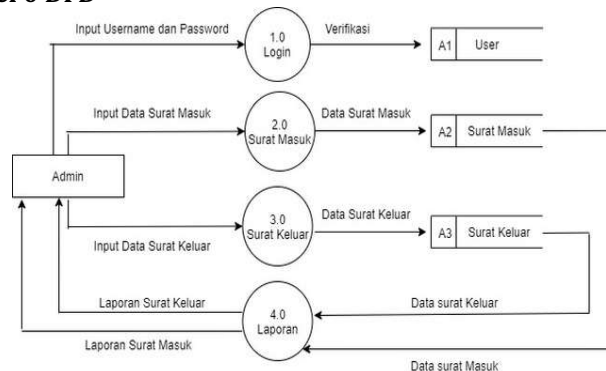 Input Username dan Password
1.0
Login
Verifikasi
A1
User
Input Data Surat Masuk
2.0
Surat Masuk
Data Surat Masuk
A2
Surat Masuk
Admin
Input Data Surat Keluar
3.0
Surat Keluar
Data Surat Keluar
A3
Surat Keluar
Laporan Surat Keluar
4.0
Laporan
Data surat Keluar
Laporan Surat Masuk
Data surat Masuk